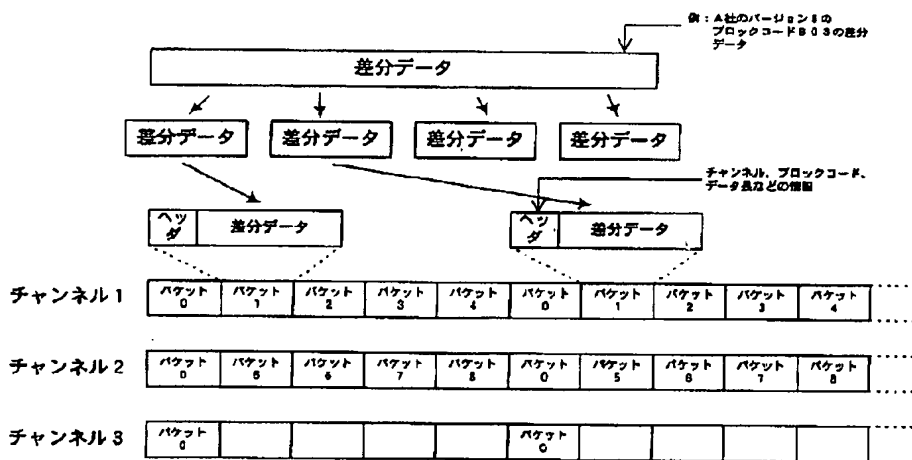 例：A社のバージョン5の
ブロックコードB03の差分
データ
差分データ
差分データ 差分データ 差分データ 差分データ
チャンネル、ブロックコード、
データ長などの情報
ヘッダ 差分データ ヘッダ 差分データ
チャンネル1 パケット0 パケット1 パケット2 パケット3 パケット4 パケット0 パケット1 パケット2 パケット3 パケット4
チャンネル2 パケット0 パケット5 パケット6 パケット7 パケット8 パケット0 パケット5 パケット6 パケット7 パケット8
チャンネル3 パケット0 パケット0